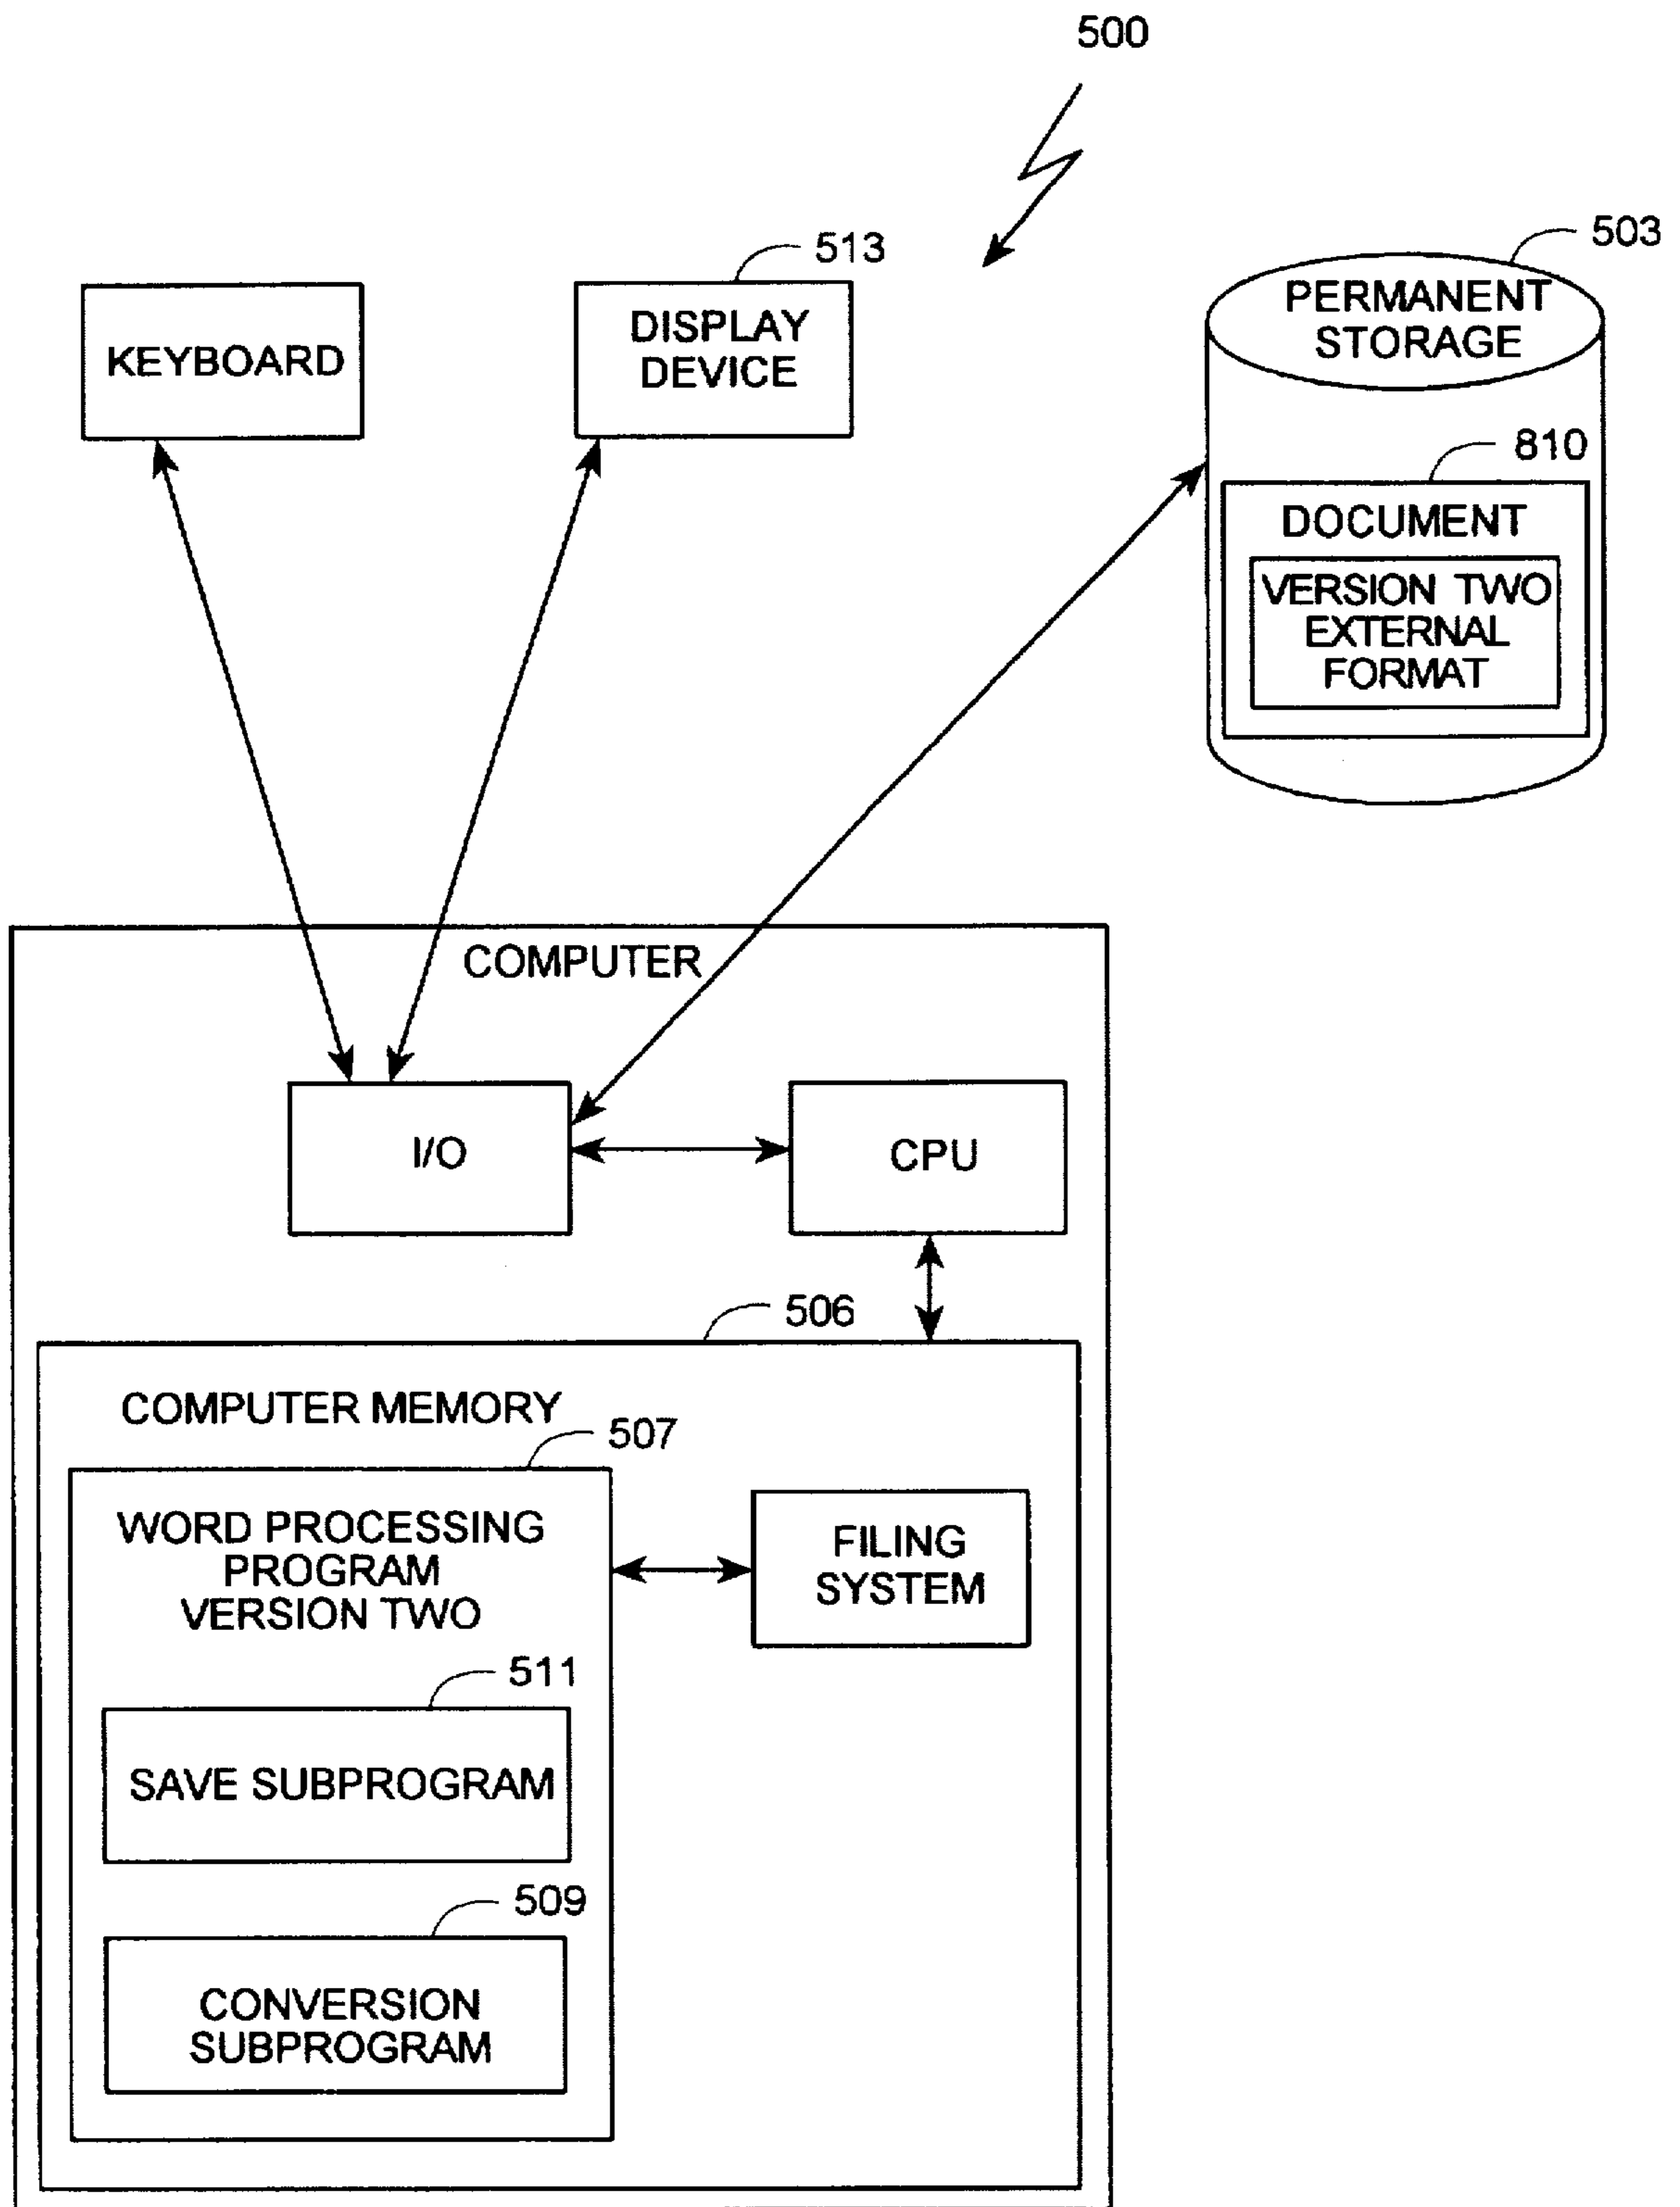 500
513
503
KEYBOARD
DISPLAY
DEVICE
PERMANENT
STORAGE
810
DOCUMENT
VERSION TWO
EXTERNAL
FORMAT
COMPUTER
I/O
CPU
506
COMPUTER MEMORY
507
WORD PROCESSING
PROGRAM
VERSION TWO
FILING
SYSTEM
511
SAVE SUBPROGRAM
509
CONVERSION
SUBPROGRAM